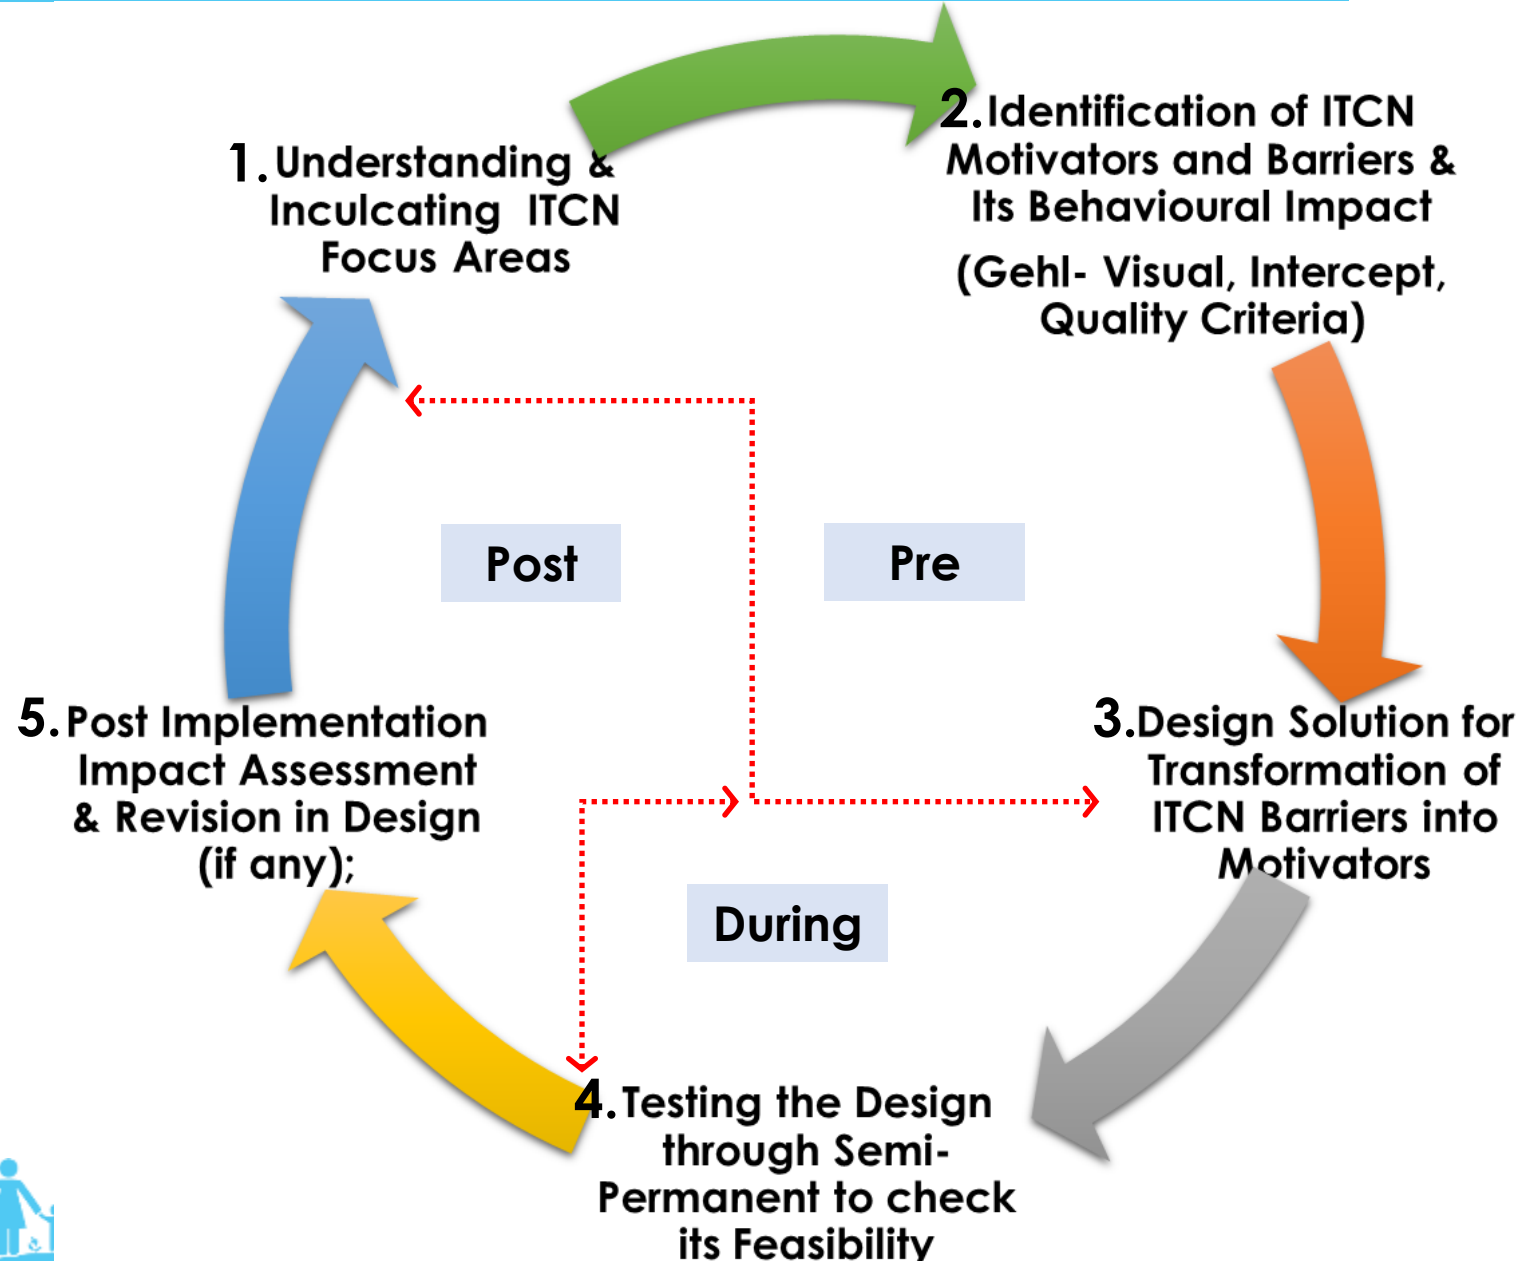 1. Understanding &
Inculcating ITCN
Focus Areas
2. Identification of ITCN
Motivators and Barriers &
Its Behavioural Impact
(Gehl- Visual, Intercept,
Quality Criteria)
Post
Pre
5. Post Implementation
Impact Assessment
& Revision in Design
(if any);
3. Design Solution for
Transformation of
ITCN Barriers into
Motivators
During
4. Testing the Design
through Semi-
Permanent to check
its Feasibility